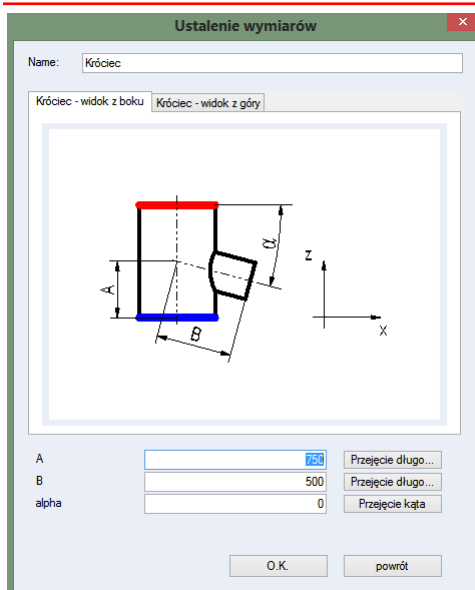 Ustalenie wymiarów
Name: Króciec
Króciec - widok z boku Króciec - widok z góry
α
Z
A
X
B
A 750 Przejęcie długo...
B 500 Przejęcie długo...
alpha 0 Przejęcie kąta
O.K. powrót